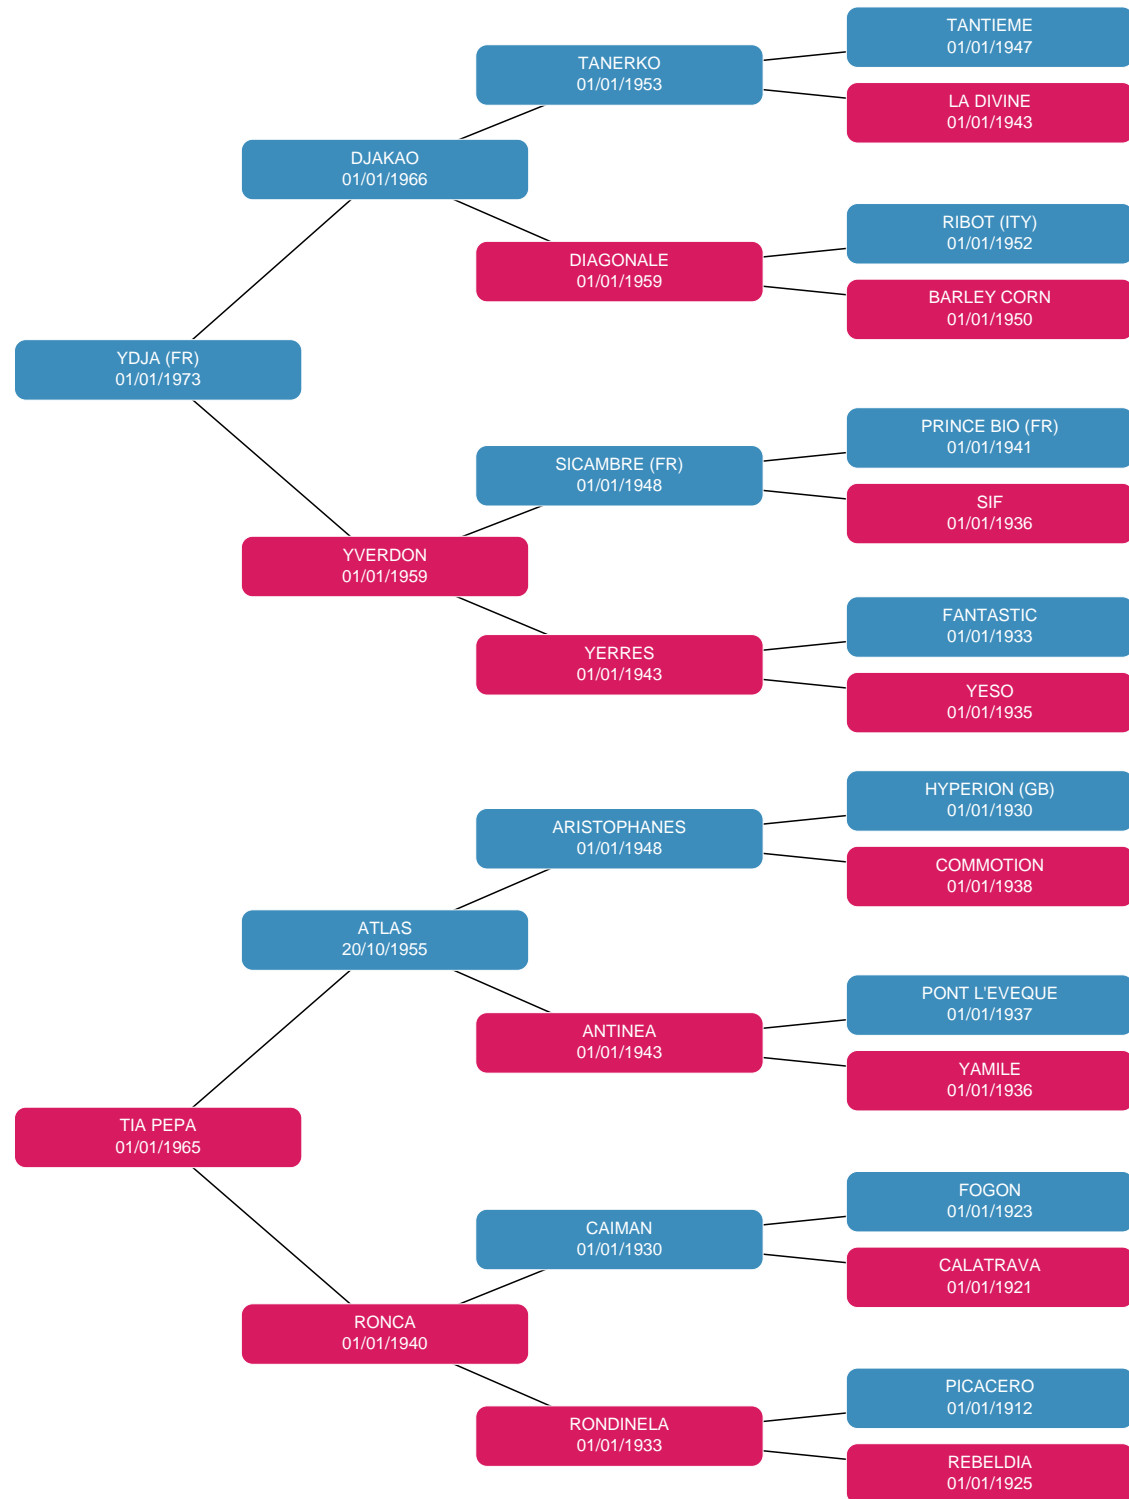 TANTIEME
01/01/1947
TANERKO
01/01/1953
LA DIVINE
01/01/1943
DJAKAO
01/01/1966
RIBOT (ITY)
01/01/1952
DIAGONALE
01/01/1959
BARLEY CORN
01/01/1950
YDJA (FR)
01/01/1973
PRINCE BIO (FR)
01/01/1941
SICAMBRE (FR)
01/01/1948
SIF
01/01/1936
YVERDON
01/01/1959
FANTASTIC
01/01/1933
YERRES
01/01/1943
YESO
01/01/1935
HYPERION (GB)
01/01/1930
ARISTOPHANES
01/01/1948
COMMOTION
01/01/1938
ATLAS
20/10/1955
PONT L'EVEQUE
01/01/1937
ANTINEA
01/01/1943
YAMILE
01/01/1936
TIA PEPA
01/01/1965
FOGON
01/01/1923
CAIMAN
01/01/1930
CALATRAVA
01/01/1921
RONCA
01/01/1940
PICACERO
01/01/1912
RONDINELA
01/01/1933
REBELDIA
01/01/1925